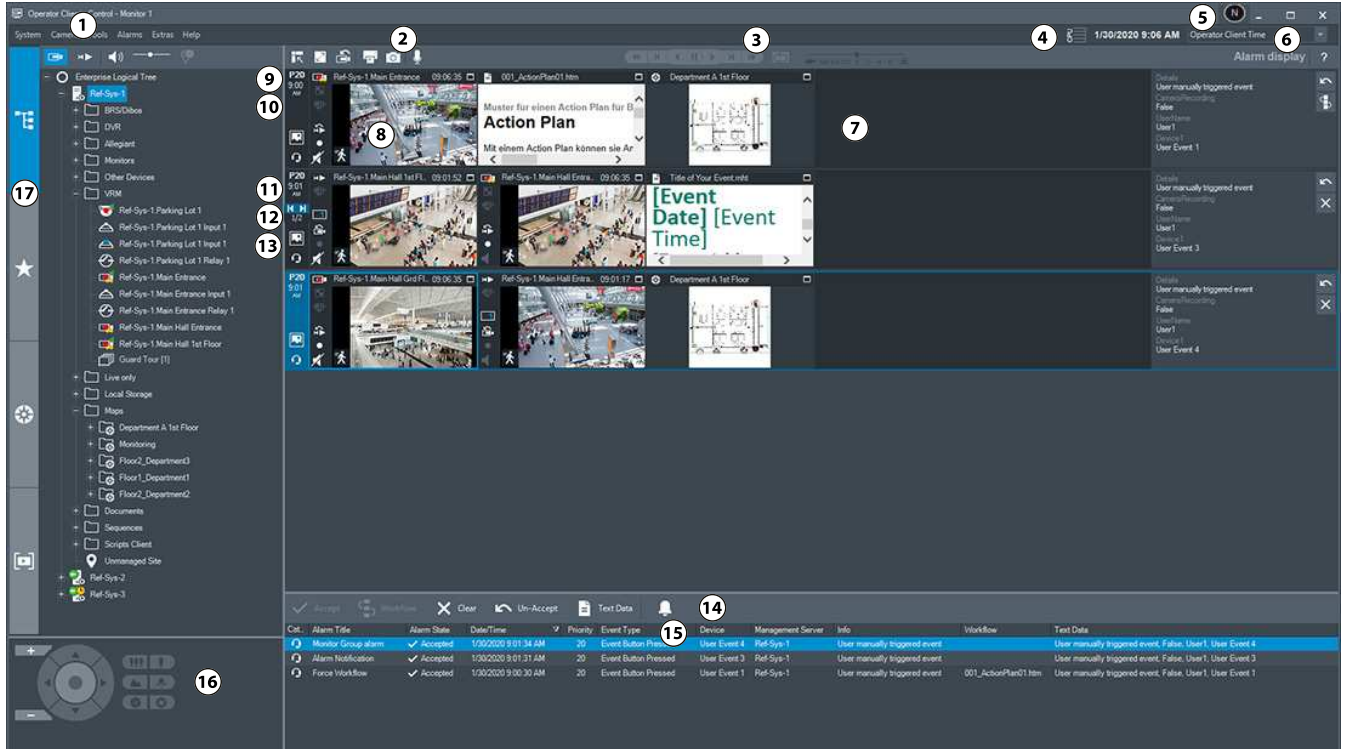 Operator Client - Control - Monitor 1
System Camera Tools Alarms Extras Help
1
2
3
4
5
6
N
1/30/2020 9:06 AM Operator Client Time
Alarm display ?
Enterprise Logical Tree
Ref-Sys-1
BRS/Dibos
DVR
Allegiant
Monitors
Other Devices
VRM
Ref-Sys-1.Parking Lot 1
Ref-Sys-1.Parking Lot 1 Input 1
Ref-Sys-1.Parking Lot 1 Input 1
Ref-Sys-1.Parking Lot 1 Relay 1
Ref-Sys-1.Main Entrance
Ref-Sys-1.Main Entrance Input 1
Ref-Sys-1.Main Entrance Relay 1
Ref-Sys-1.Main Hall Entrance
Ref-Sys-1.Main Hall 1st Floor
Guard Tour [1]
Live only
Local Storage
Maps
Department A 1st Floor
Monitoring
Floor2_Department3
Floor1_Department1
Floor2_Department2
Documents
Sequences
Scripts Client
Unmanaged Site
Ref-Sys-2
Ref-Sys-3
17
16
9
10
11
12
13
P20
9:00
AM
Ref-Sys-1.Main Entrance 09:06:35
8
001_ActionPlan01.htm
Muster für einen Action Plan für B
Action Plan
Mit einem Action Plan können sie Ar
Department A 1st Floor
7
Details
User manually triggered event
CameraRecording
False
UserName
User1
Device1
User Event 1
P20
9:01
AM
1/2
Ref-Sys-1.Main Hall 1st Fl.. 09:01:52
Ref-Sys-1.Main Hall Entra.. 09:06:35
Title of Your Event.mht
[Event
Date] [Event
Time]
Details
User manually triggered event
CameraRecording
False
UserName
User1
Device1
User Event 3
P20
9:01
AM
Ref-Sys-1.Main Hall Grd Fl.. 09:06:35
Ref-Sys-1.Main Hall Entra.. 09:01:17
Department A 1st Floor
Details
User manually triggered event
CameraRecording
False
UserName
User1
Device1
User Event 4
Accept Workflow Clear Un-Accept Text Data 14
Cat.. Alarm Title Alarm State Date/Time Priority Event Type 15 Device Management Server Info Workflow Text Data
Monitor Group alarm Accepted 1/30/2020 9:01:34 AM 20 Event Button Pressed User Event 4 Ref-Sys-1 User manually triggered event User manually triggered event, False, User1, User Event 4
Alarm Notification Accepted 1/30/2020 9:01:31 AM 20 Event Button Pressed User Event 3 Ref-Sys-1 User manually triggered event User manually triggered event, False, User1, User Event 3
Force Workflow Accepted 1/30/2020 9:00:30 AM 20 Event Button Pressed User Event 1 Ref-Sys-1 User manually triggered event 001_ActionPlan01.htm User manually triggered event, False, User1, User Event 1